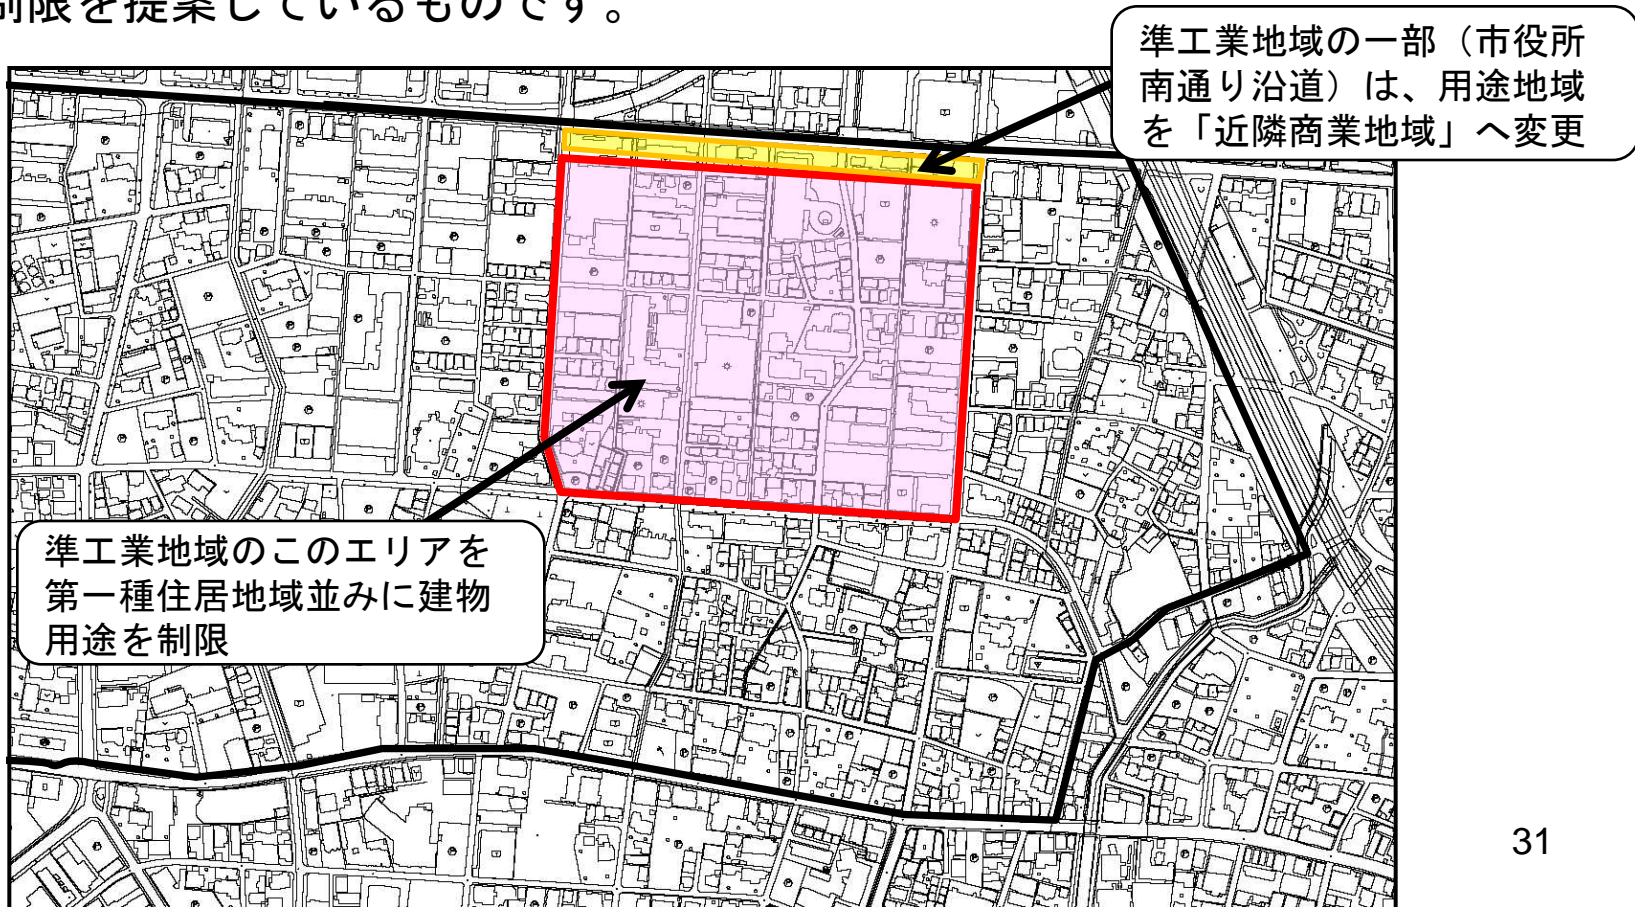 制限を提案しているものです。
準工業地域の一部（市役所
南通り沿道）は、用途地域
を「近隣商業地域」へ変更
準工業地域のこのエリアを
第一種住居地域並みに建物
用途を制限
31